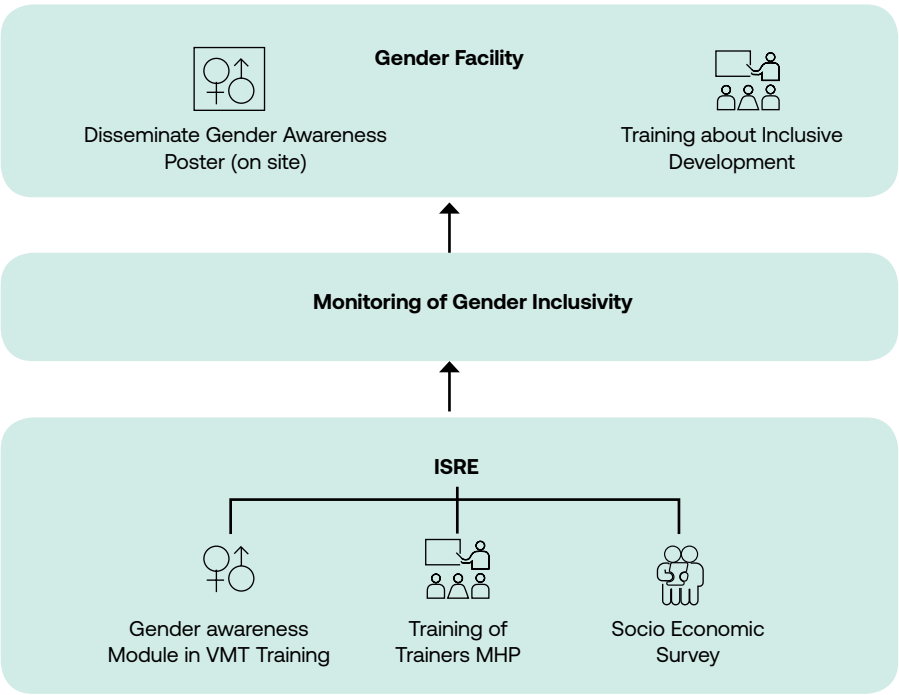 Gender Facility
Disseminate Gender Awareness
Poster (on site)
Training about Inclusive
Development
Monitoring of Gender Inclusivity
ISRE
Gender awareness
Module in VMT Training
Training of
Trainers MHP
Socio Economic
Survey